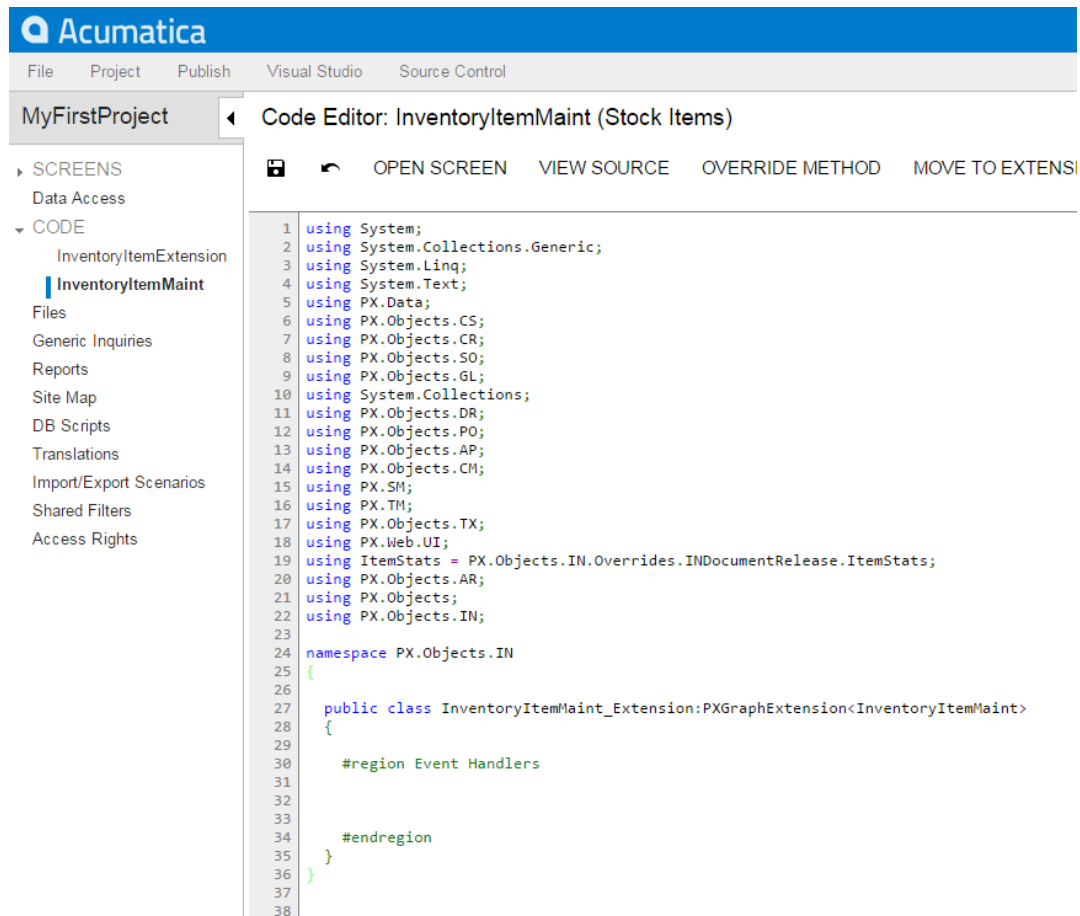 Acumatica
File Project Publish Visual Studio Source Control
MyFirstProject
Code Editor: InventoryItemMaint (Stock Items)
SCREENS
Data Access
CODE
InventoryItemExtension
InventoryItemMaint
Files
Generic Inquiries
Reports
Site Map
DB Scripts
Translations
Import/Export Scenarios
Shared Filters
Access Rights
OPEN SCREEN VIEW SOURCE OVERRIDE METHOD MOVE TO EXTENSI
1 using System;
2 using System.Collections.Generic;
3 using System.Linq;
4 using System.Text;
5 using PX.Data;
6 using PX.Objects.CS;
7 using PX.Objects.CR;
8 using PX.Objects.SO;
9 using PX.Objects.GL;
10 using System.Collections;
11 using PX.Objects.DR;
12 using PX.Objects.PO;
13 using PX.Objects.AP;
14 using PX.Objects.CM;
15 using PX.SM;
16 using PX.TM;
17 using PX.Objects.TX;
18 using PX.Web.UI;
19 using ItemStats = PX.Objects.IN.Overrides.INDocumentRelease.ItemStats;
20 using PX.Objects.AR;
21 using PX.Objects;
22 using PX.Objects.IN;
23
24 namespace PX.Objects.IN
25 {
26
27 public class InventoryItemMaint_Extension:PXGraphExtension<InventoryItemMaint>
28 {
29
30 #region Event Handlers
31
32
33
34 #endregion
35 }
36 }
37
38